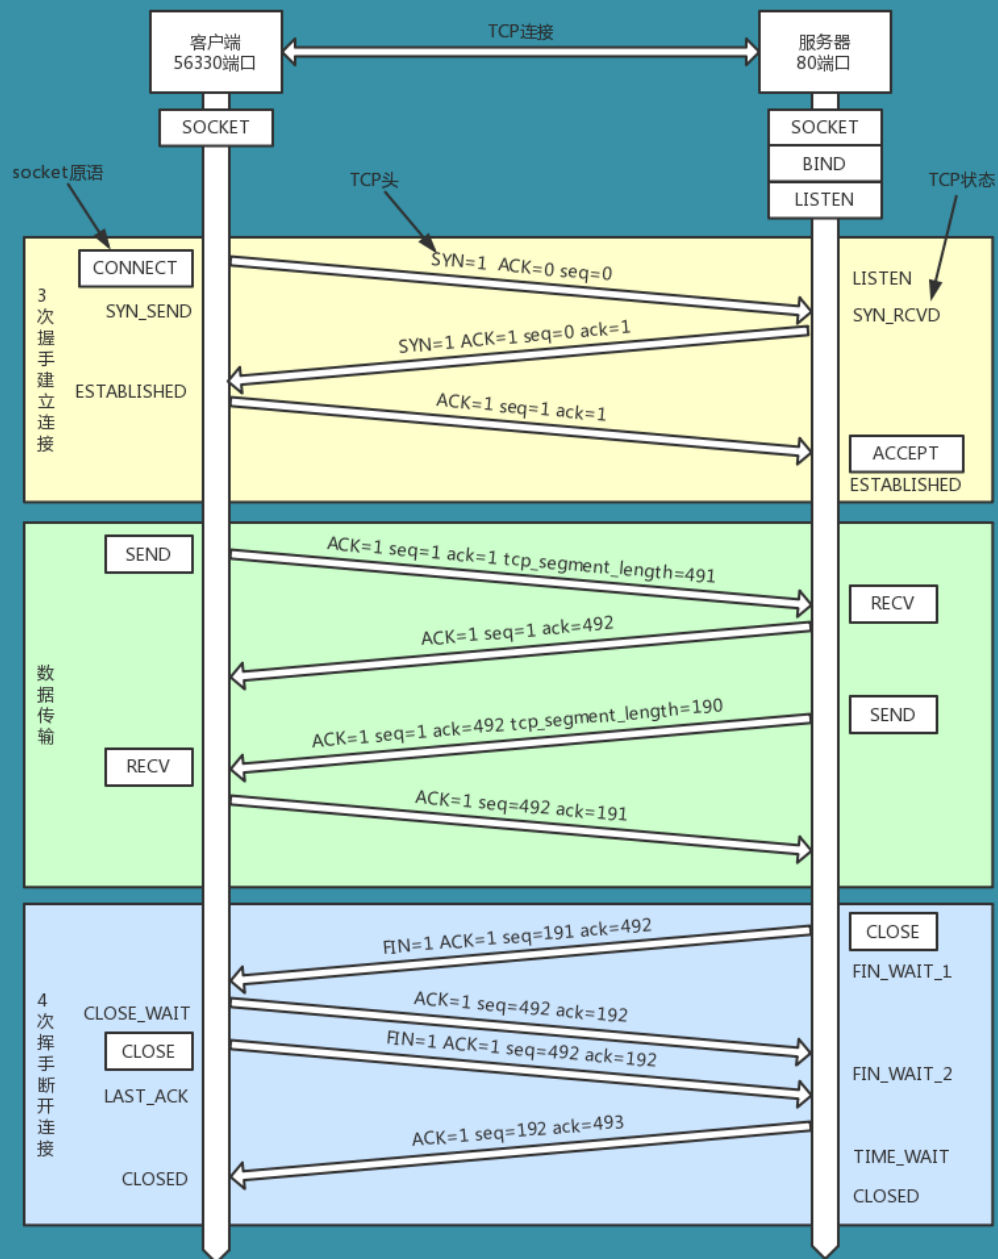 客户端
56330端口
TCP连接
服务器
80端口
SOCKET
SOCKET
BIND
LISTEN
socket原语
TCP头
TCP状态
3次握手建立连接
CONNECT
SYN=1  ACK=0 seq=0
LISTEN
SYN_SEND
SYN_RCVD
SYN=1 ACK=1 seq=0 ack=1
ESTABLISHED
ACK=1 seq=1 ack=1
ACCEPT
ESTABLISHED
数据传输
SEND
ACK=1 seq=1 ack=1 tcp_segment_length=491
RECV
ACK=1 seq=1 ack=492
SEND
ACK=1 seq=1 ack=492 tcp_segment_length=190
RECV
ACK=1 seq=492 ack=191
4次挥手断开连接
CLOSE
FIN=1 ACK=1 seq=191 ack=492
FIN_WAIT_1
CLOSE_WAIT
ACK=1 seq=492 ack=192
CLOSE
FIN=1 ACK=1 seq=492 ack=192
FIN_WAIT_2
LAST_ACK
ACK=1 seq=192 ack=493
TIME_WAIT
CLOSED
CLOSED